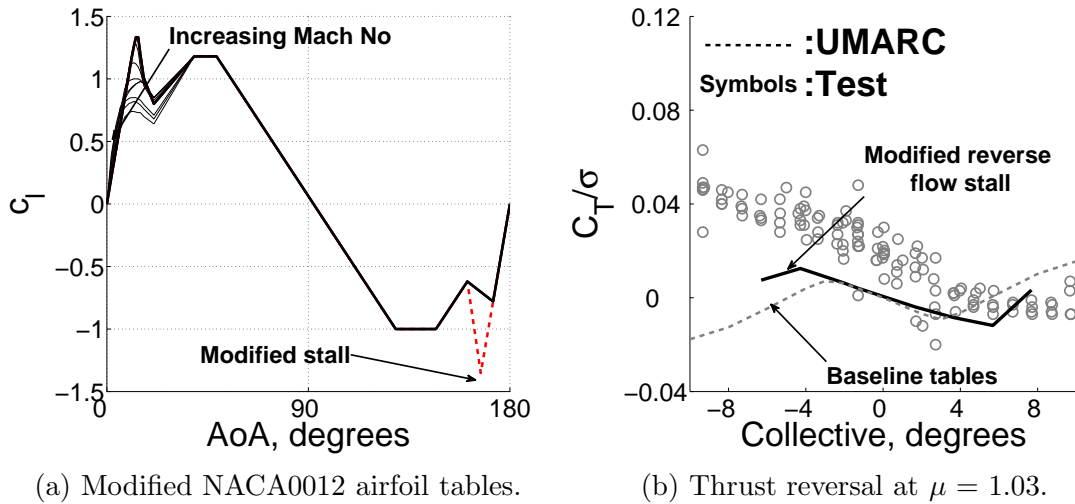 1.5
1
0.5
0
−0.5
−1
−1.5
c_l
Increasing Mach No
Modified stall
0
90
180
AoA, degrees
(a) Modified NACA0012 airfoil tables.
0.12
0.08
0.04
0
−0.04
C_T/σ
:UMARC
Symbols :Test
Modified reverse
flow stall
Baseline tables
−8
−4
0
4
8
Collective, degrees
(b) Thrust reversal at μ = 1.03.